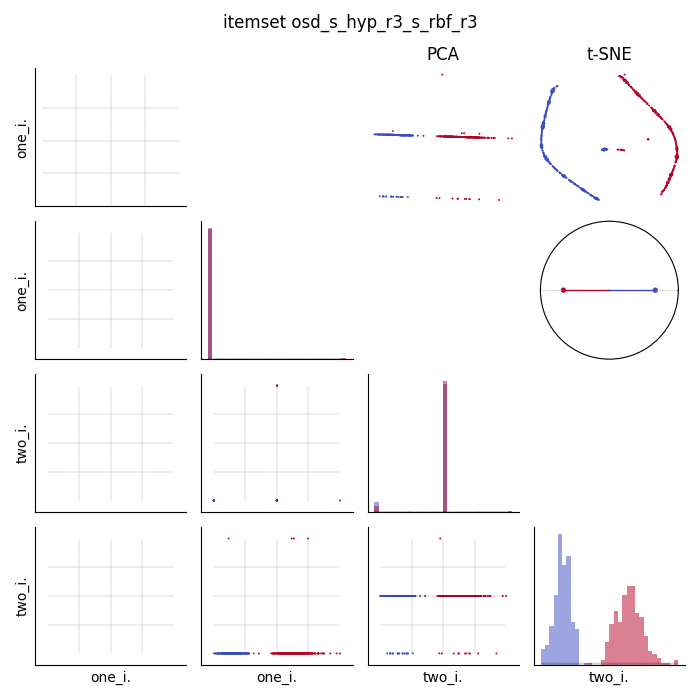 itemset osd_s_hyp_r3_s_rbf_r3
PCA
t-SNE
one_i.
one_i.
two_i.
two_i.
one_i.
one_i.
two_i.
two_i.